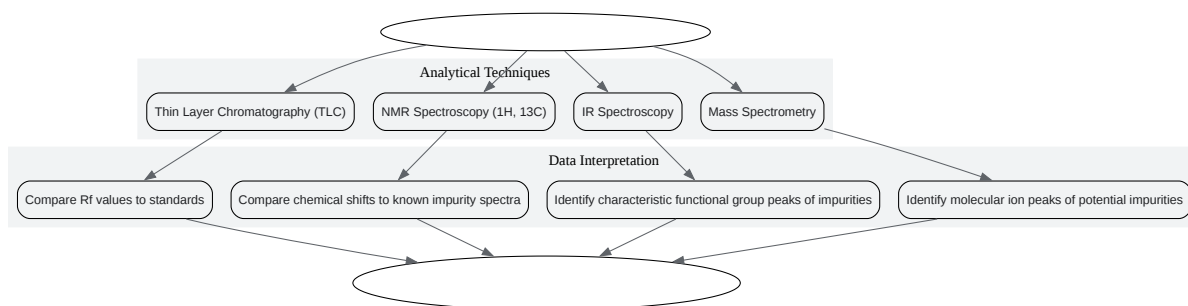 Analytical Techniques
Thin Layer Chromatography (TLC)
NMR Spectroscopy (1H, 13C)
IR Spectroscopy
Mass Spectrometry
Data Interpretation
Compare Rf values to standards
Compare chemical shifts to known impurity spectra
Identify characteristic functional group peaks of impurities
Identify molecular ion peaks of potential impurities